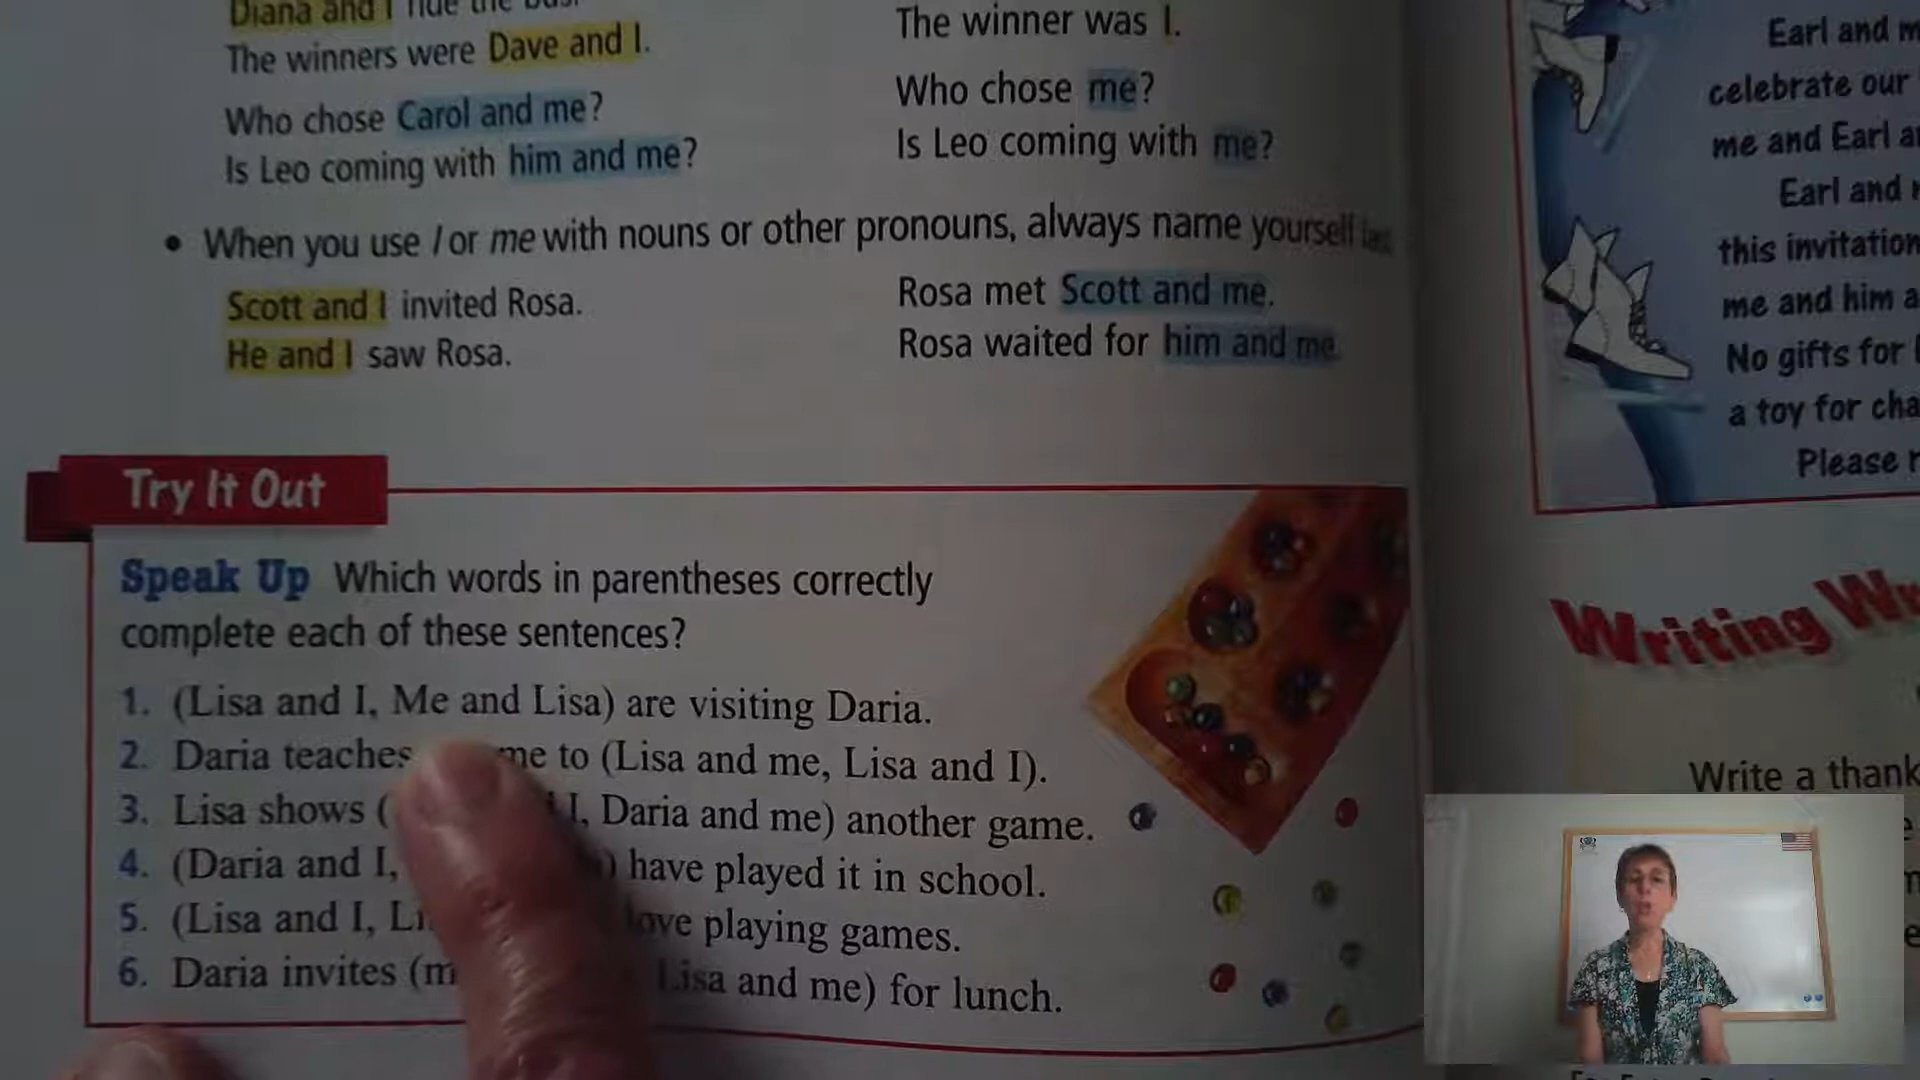 Diana and I ride the bus.
The winners were Dave and I.
Who chose Carol and me?
Is Leo coming with him and me?
The winner was I.
Who chose me?
Is Leo coming with me?
• When you use I or me with nouns or other pronouns, always name yourself last
Scott and I invited Rosa.
He and I saw Rosa.
Rosa met Scott and me.
Rosa waited for him and me
Try It Out
Speak Up Which words in parentheses correctly
complete each of these sentences?
1. (Lisa and I, Me and Lisa) are visiting Daria.
2. Daria teaches me to (Lisa and me, Lisa and I).
3. Lisa shows ( I, Daria and me) another game.
4. (Daria and I, ) have played it in school.
5. (Lisa and I, Li love playing games.
6. Daria invites (m Lisa and me) for lunch.
Earl and m
celebrate our
me and Earl a
Earl and
this invitation
me and him a
No gifts for
a toy for cha
Please
Writing
Write a thank